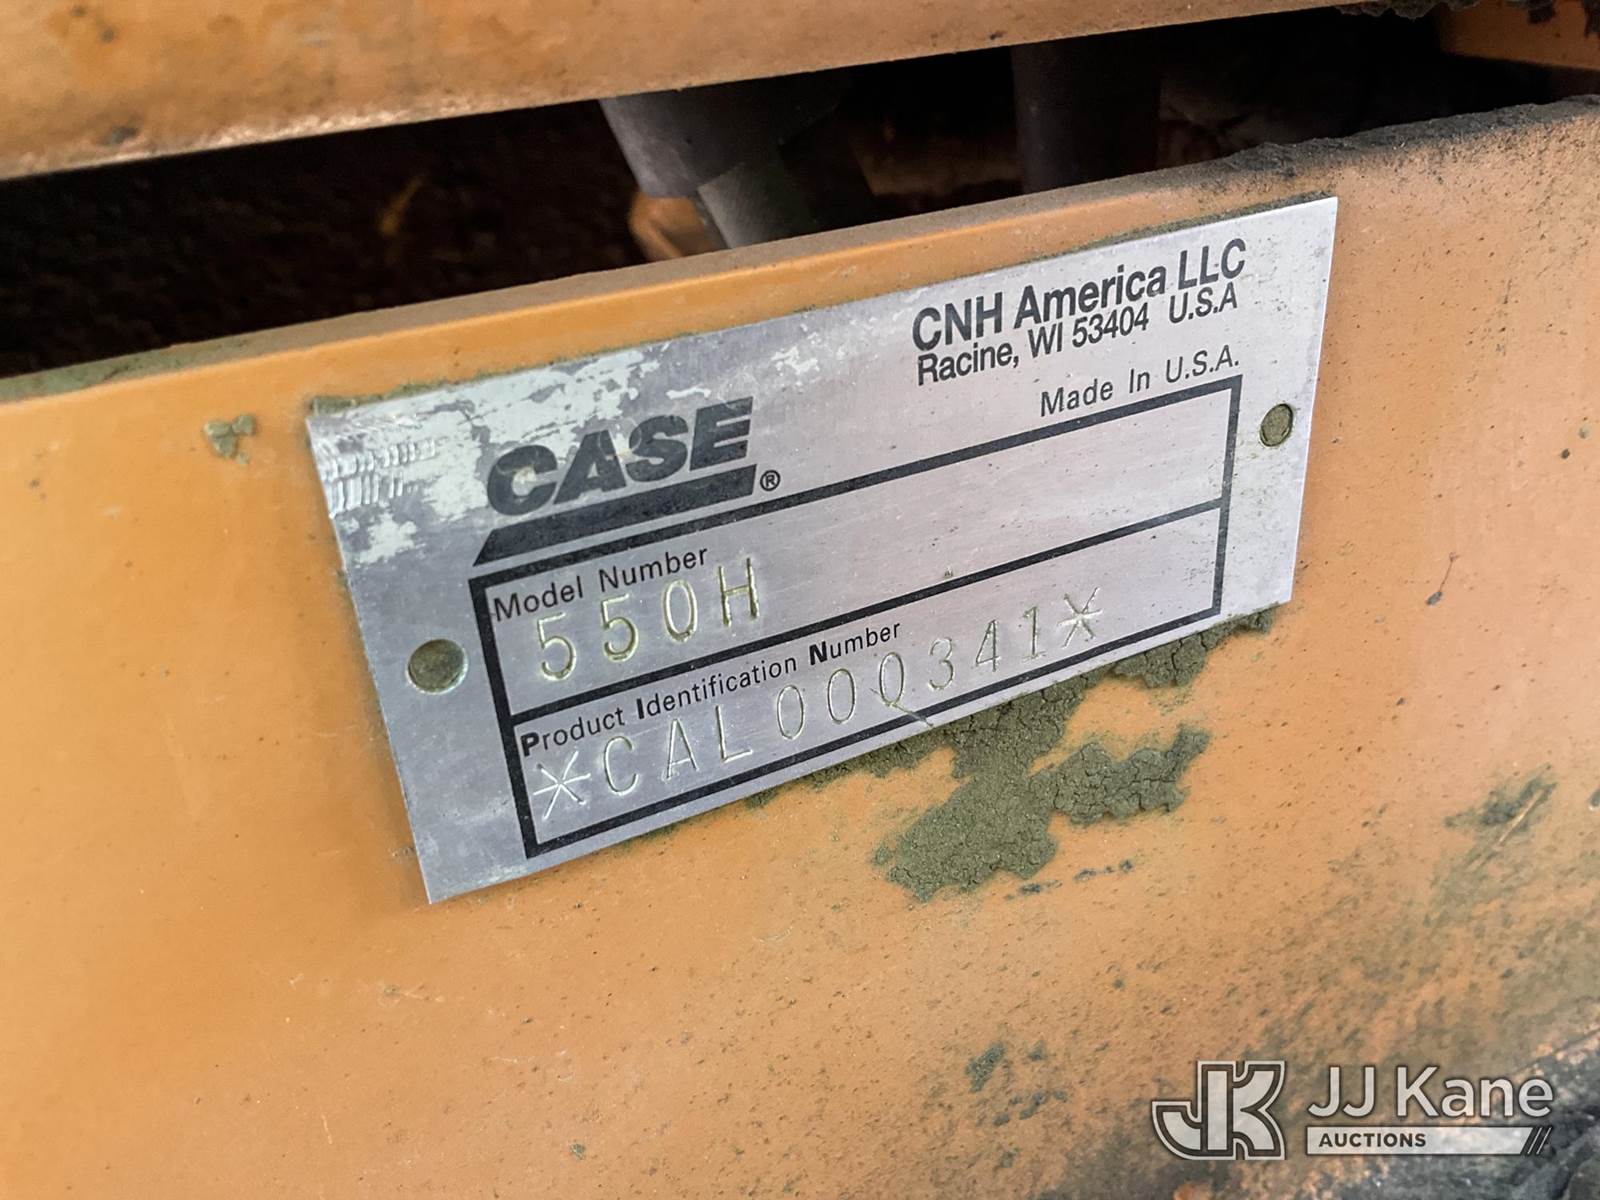 CNH America LLC
Racine, WI 53404 U.S.A
Made In U.S.A.
CASE®
Model Number
550H
Product Identification Number
*CAL000341*
JK JJ Kane
AUCTIONS